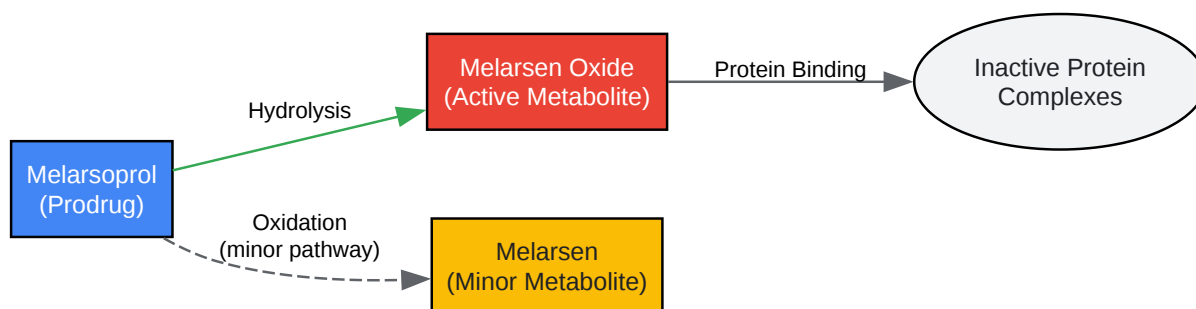 Melarsoprol
(Prodrug)
Hydrolysis
Melarsen Oxide
(Active Metabolite)
Protein Binding
Inactive Protein
Complexes
Oxidation
(minor pathway)
Melarsen
(Minor Metabolite)